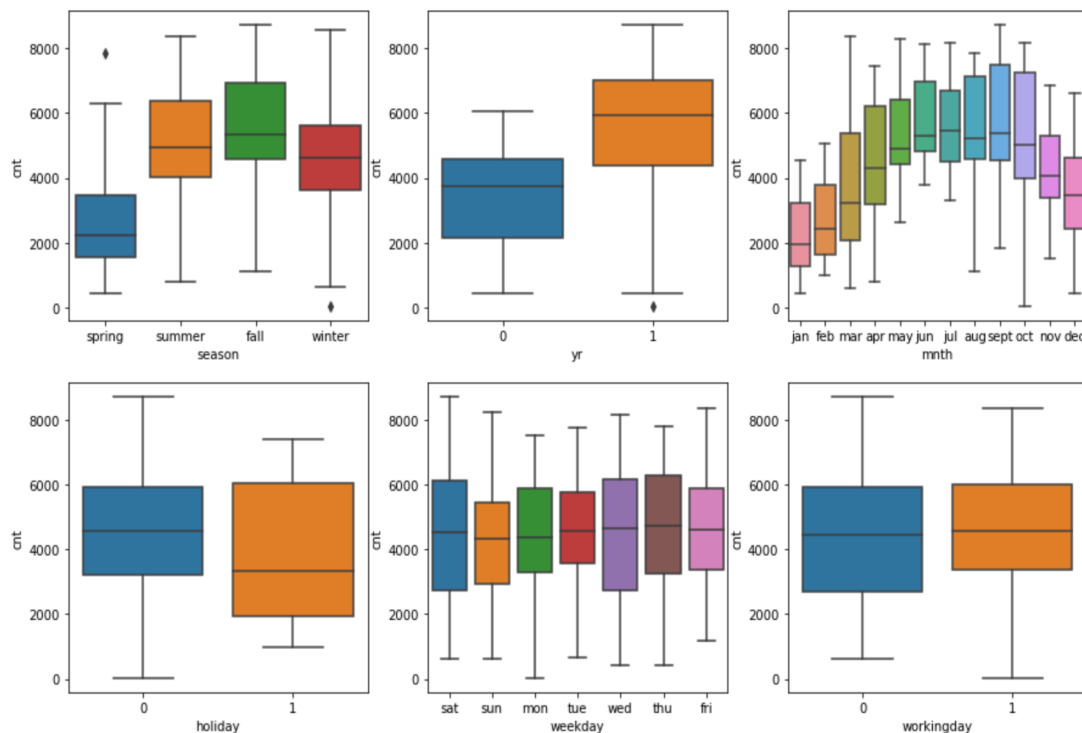 cnt
8000
6000
4000
2000
0
spring summer fall winter
season
cnt
8000
6000
4000
2000
0
0 1
yr
cnt
8000
6000
4000
2000
0
jan feb mar apr may jun jul aug sept oct nov dec
mnth
cnt
8000
6000
4000
2000
0
0 1
holiday
cnt
8000
6000
4000
2000
0
sat sun mon tue wed thu fri
weekday
cnt
8000
6000
4000
2000
0
0 1
workingday